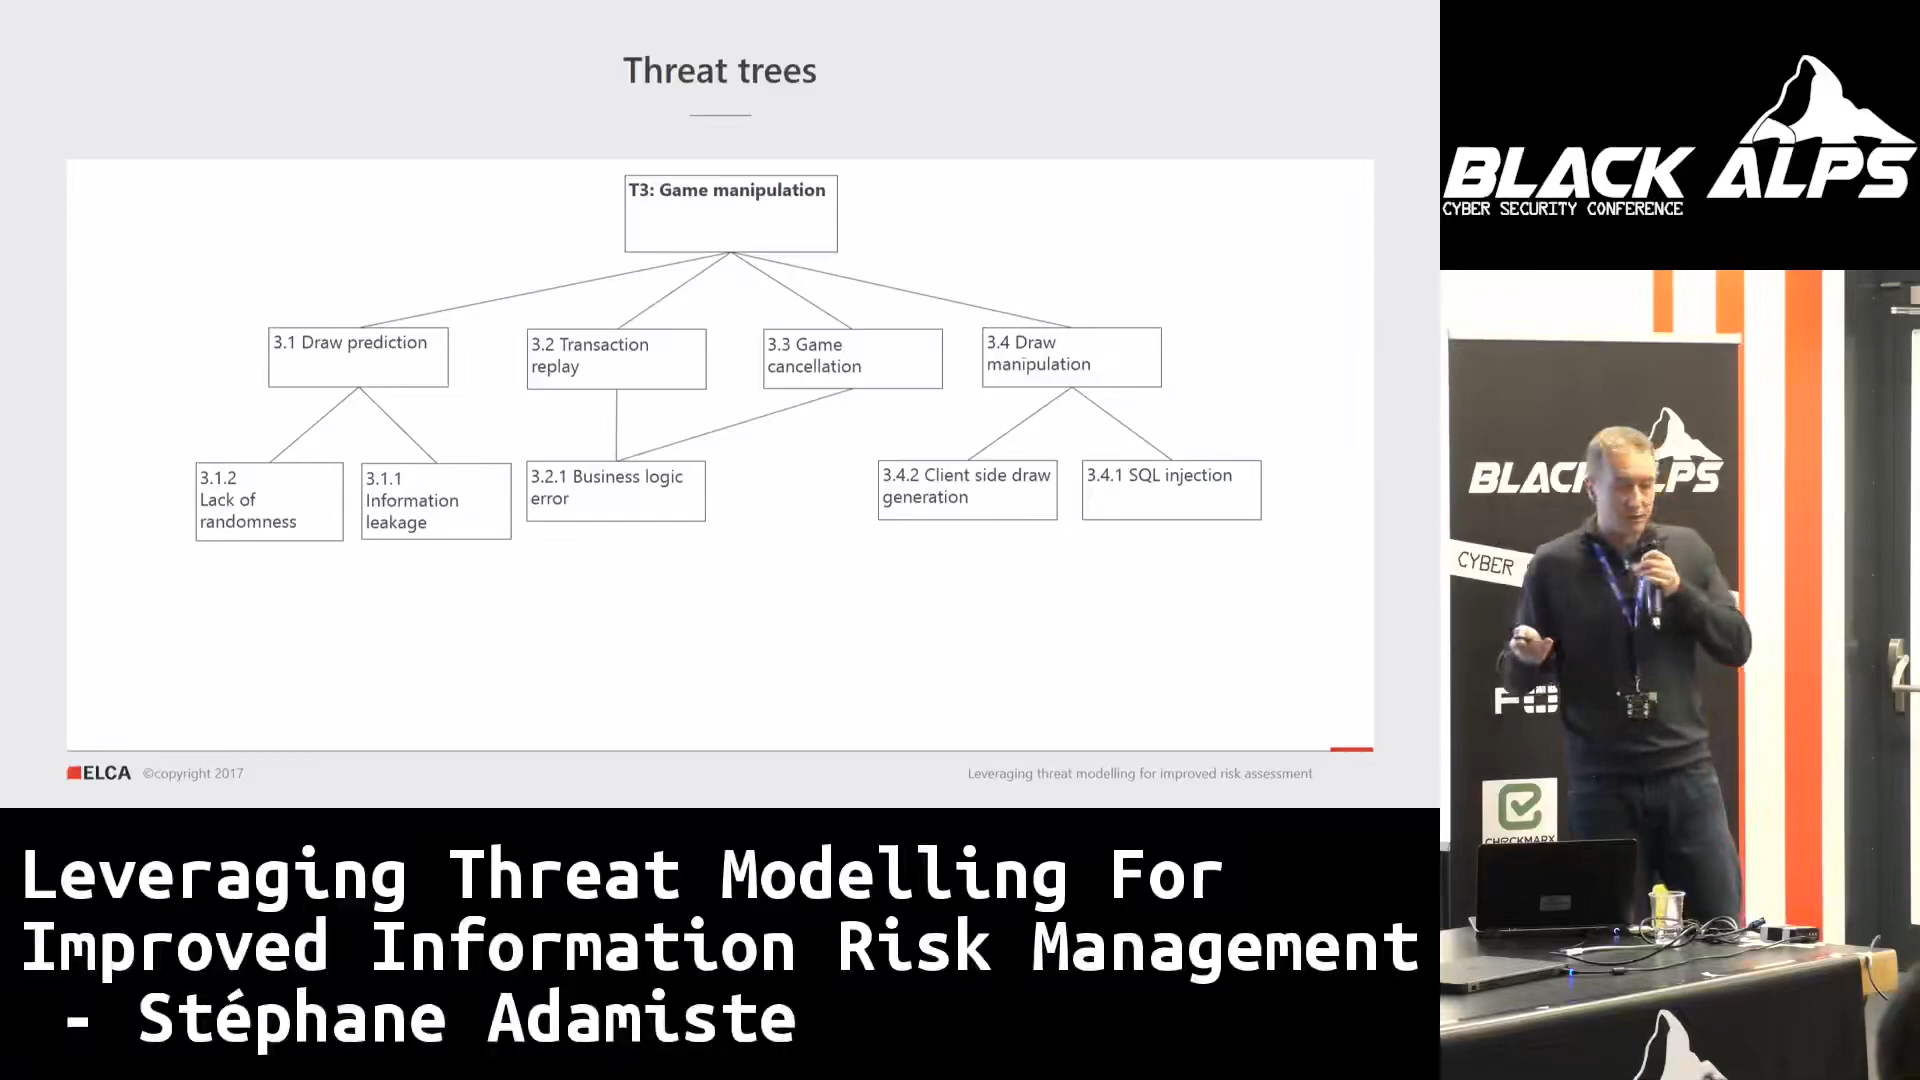 Threat trees
T3: Game manipulation
3.1 Draw prediction
3.2 Transaction
replay
3.3 Game
cancellation
3.4 Draw
manipulation
3.1.2
Lack of
randomness
3.1.1
Information
leakage
3.2.1 Business logic
error
3.4.2 Client side draw
generation
3.4.1 SQL injection
ELCA ©copyright 2017
Leveraging threat modelling for improved risk assessment
BLACK ALPS
CYBER SECURITY CONFERENCE
CYBER
CHECKMARX
Leveraging Threat Modelling For
Improved Information Risk Management
- Stéphane Adamiste